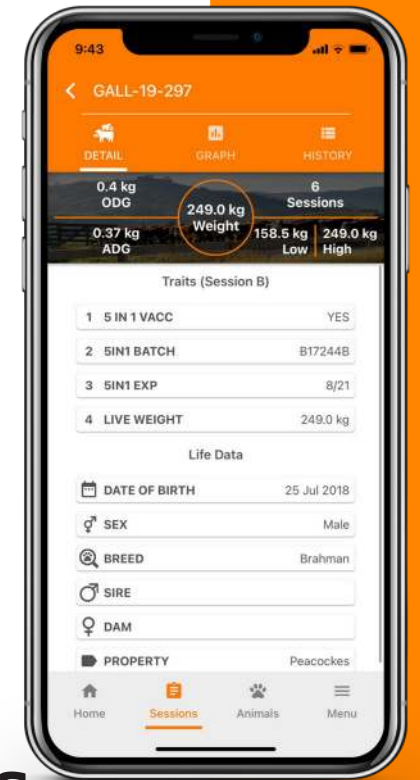 9:43
GALL-19-297
DETAIL GRAPH HISTORY
0.4 kg
ODG
249.0 kg
Weight
6
Sessions
0.37 kg
ADG
158.5 kg
Low
249.0 kg
High
Traits (Session B)
1 5 IN 1 VACC YES
2 5IN1 BATCH B17244B
3 5IN1 EXP 8/21
4 LIVE WEIGHT 249.0 kg
Life Data
DATE OF BIRTH 25 Jul 2018
SEX Male
BREED Brahman
SIRE
DAM
PROPERTY Peacockes
Home Sessions Animals Menu